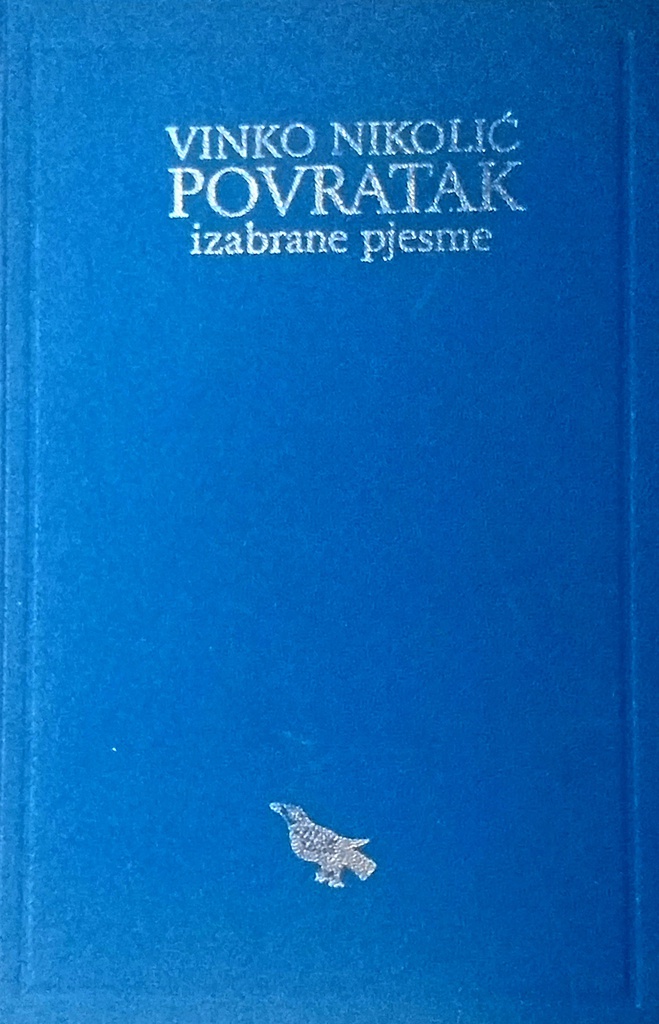 VINKO NIKOLIĆ
POVRATAK
izabrane pjesme